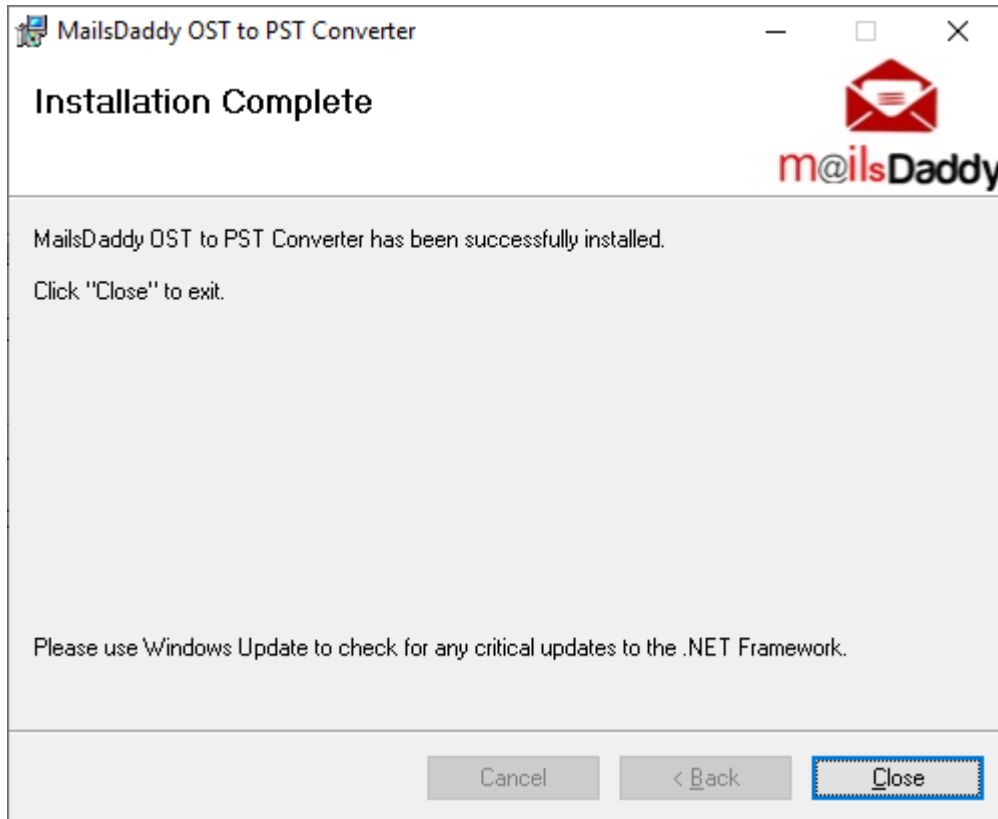 MailsDaddy OST to PST Converter
Installation Complete
m@ilsDaddy
MailsDaddy OST to PST Converter has been successfully installed.
Click "Close" to exit.
Please use Windows Update to check for any critical updates to the .NET Framework.
Cancel
< Back
Close